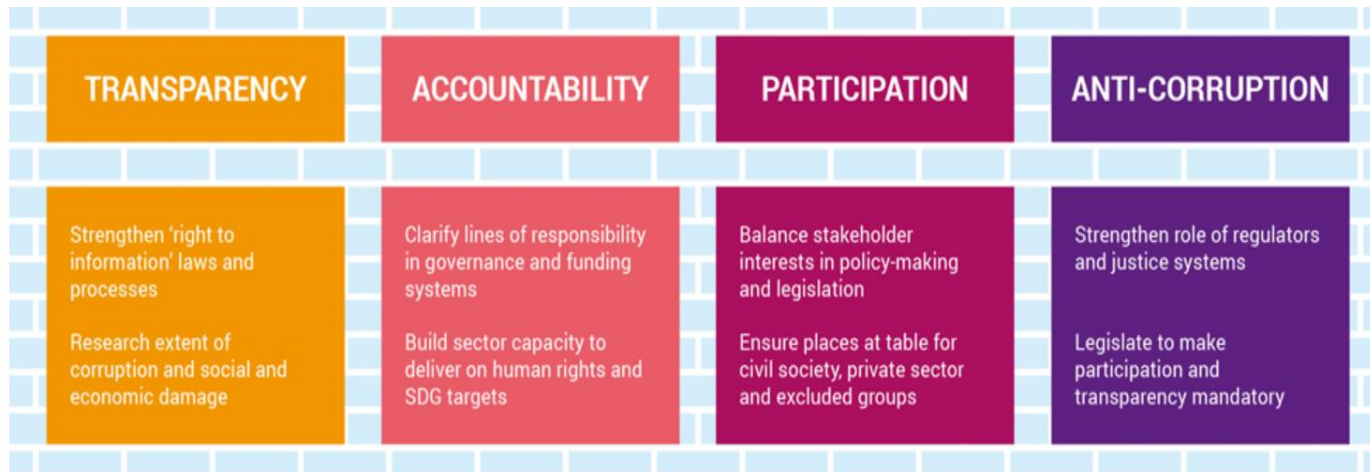 TRANSPARENCY
ACCOUNTABILITY
PARTICIPATION
ANTI-CORRUPTION
Strengthen ‘right to
information’ laws and
processes
Research extent of
corruption and social and
economic damage
Clarify lines of responsibility
in governance and funding
systems
Build sector capacity to
deliver on human rights and
SDG targets
Balance stakeholder
interests in policy-making
and legislation
Ensure places at table for
civil society, private sector
and excluded groups
Strengthen role of regulators
and justice systems
Legislate to make
participation and
transparency mandatory